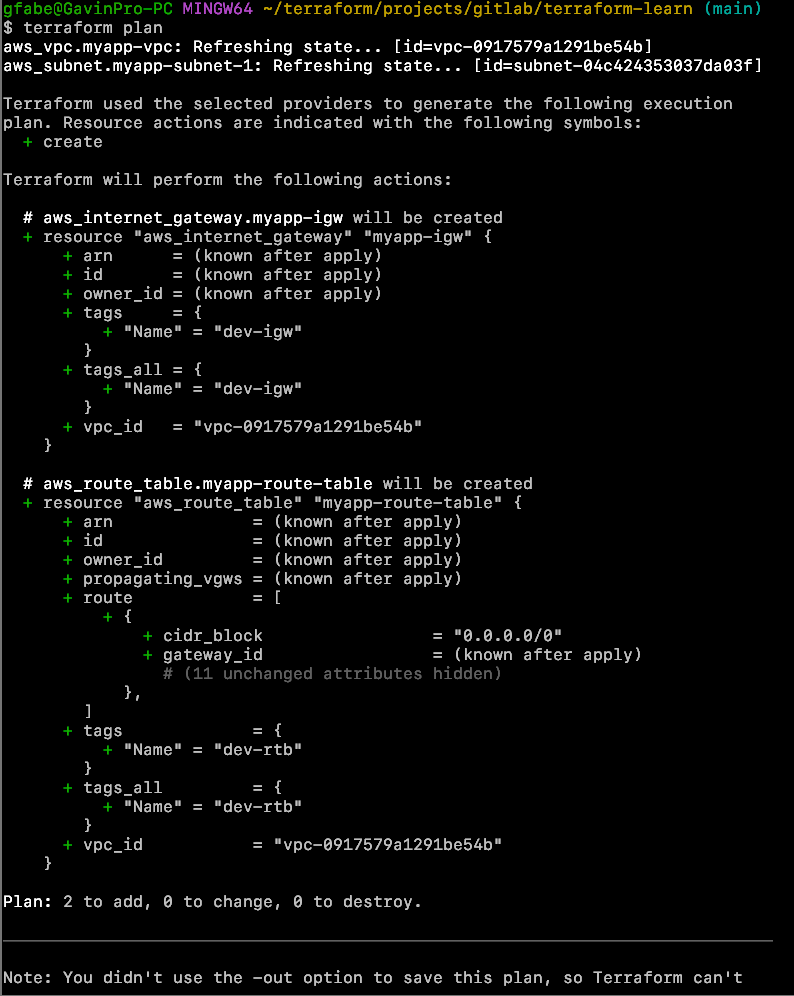 gfabe@GavinPro-PC MINGW64 ~/terraform/projects/gitlab/terraform-learn (main)
$ terraform plan
aws_vpc.myapp-vpc: Refreshing state... [id=vpc-0917579a1291be54b]
aws_subnet.myapp-subnet-1: Refreshing state... [id=subnet-04c424353037da03f]

Terraform used the selected providers to generate the following execution
plan. Resource actions are indicated with the following symbols:
  + create

Terraform will perform the following actions:

  # aws_internet_gateway.myapp-igw will be created
  + resource "aws_internet_gateway" "myapp-igw" {
      + arn      = (known after apply)
      + id       = (known after apply)
      + owner_id = (known after apply)
      + tags     = {
          + "Name" = "dev-igw"
        }
      + tags_all = {
          + "Name" = "dev-igw"
        }
      + vpc_id   = "vpc-0917579a1291be54b"
    }

  # aws_route_table.myapp-route-table will be created
  + resource "aws_route_table" "myapp-route-table" {
      + arn              = (known after apply)
      + id               = (known after apply)
      + owner_id         = (known after apply)
      + propagating_vgws = (known after apply)
      + route            = [
          + {
              + cidr_block                 = "0.0.0.0/0"
              + gateway_id                 = (known after apply)
                # (11 unchanged attributes hidden)
            },
        ]
      + tags             = {
          + "Name" = "dev-rtb"
        }
      + tags_all         = {
          + "Name" = "dev-rtb"
        }
      + vpc_id           = "vpc-0917579a1291be54b"
    }

Plan: 2 to add, 0 to change, 0 to destroy.

Note: You didn't use the -out option to save this plan, so Terraform can't